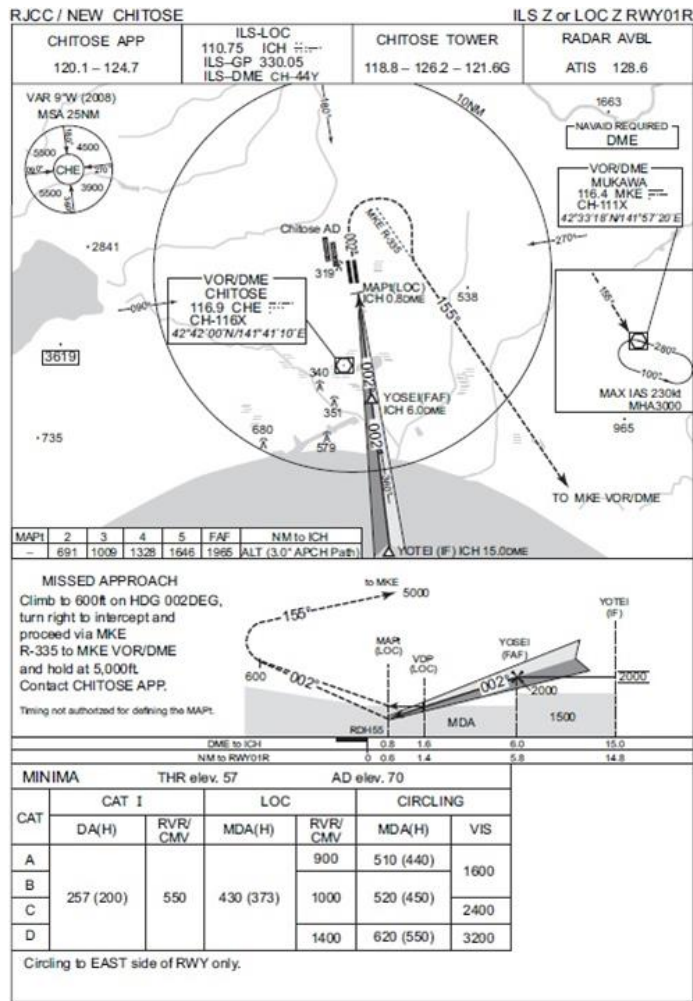 RJCC / NEW CHITOSE
ILS Z or LOC Z RWY01R
CHITOSE APP
120.1 – 124.7
ILS-LOC
110.75 ICH
ILS-GP 330.05
ILS-DME CH-44Y
CHITOSE TOWER
118.8 – 126.2 – 121.6G
RADAR AVBL
ATIS 128.6
VAR 9°W (2008)
MSA 25NM
4500
3900
5500
CHE
270°
180°
10NM
1663
NAVAID REQUIRED
DME
VOR/DME
MUKAWA
116.4 MKE
CH-111X
42°33'18"N/141°57'20"E
2841
Chitose AD
319
002°
MKE R-335
270°
090°
MAPt(LOC)
ICH 0.8DME
538
155°
VOR/DME
CHITOSE
116.9 CHE
CH-116X
42°42'00"N/141°41'10"E
155°
280°
100°
MAX IAS 230kt
MHA3000
3619
340
351
680
579
002°
YOSEI(FAF)
ICH 6.0DME
002°
360°
735
965
TO MKE VOR/DME
YOTEI (IF) ICH 15.0DME
MAPt 2 3 4 5 FAF NM to ICH
– 691 1009 1328 1646 1965 ALT (3.0° APCH Path)
MISSED APPROACH
Climb to 600ft on HDG 002DEG,
turn right to intercept and
proceed via MKE
R-335 to MKE VOR/DME
and hold at 5,000ft.
Contact CHITOSE APP.
Timing not authorized for defining the MAPt.
to MKE
5000
155°
600
002°
MAPt
(LOC)
VDP
(LOC)
YOSEI
(FAF)
YOTEI
(IF)
002°
2000
2000
RDH55
MDA
1500
DME to ICH 0.8 1.6 6.0 15.0
NM to RWY01R 0 0.6 1.4 5.8 14.8
MINIMA THR elev. 57 AD elev. 70
CAT CAT I LOC CIRCLING
DA(H) RVR/CMV MDA(H) RVR/CMV MDA(H) VIS
A 257 (200) 550 430 (373) 900 510 (440) 1600
B 1000 520 (450)
C 2400
D 1400 620 (550) 3200
Circling to EAST side of RWY only.